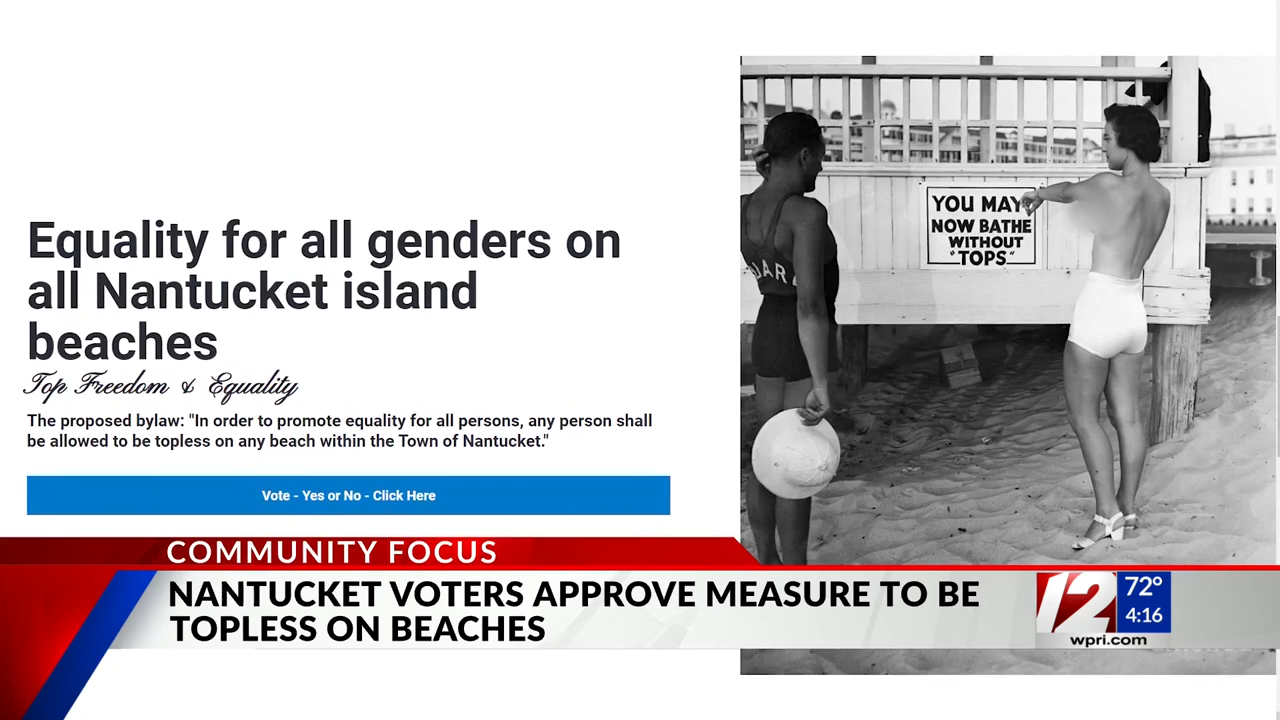 Equality for all genders on
all Nantucket island
beaches
Top Freedom & Equality
The proposed bylaw: "In order to promote equality for all persons, any person shall
be allowed to be topless on any beach within the Town of Nantucket."
Vote - Yes or No - Click Here
YOU MAY
NOW BATHE
WITHOUT
"TOPS"
COMMUNITY FOCUS
NANTUCKET VOTERS APPROVE MEASURE TO BE
TOPLESS ON BEACHES
12
72°
4:16
wpri.com